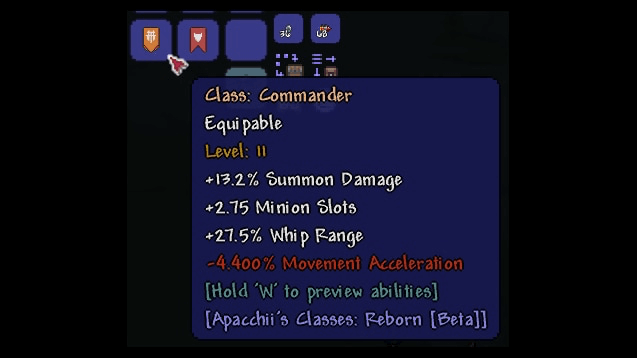 Class: Commander
Equipable
Level: 11
+13.2% Summon Damage
+2.75 Minion Slots
+27.5% Whip Range
-4.400% Movement Acceleration
[Hold 'W' to preview abilities]
[Apacchii's Classes: Reborn [Beta]]